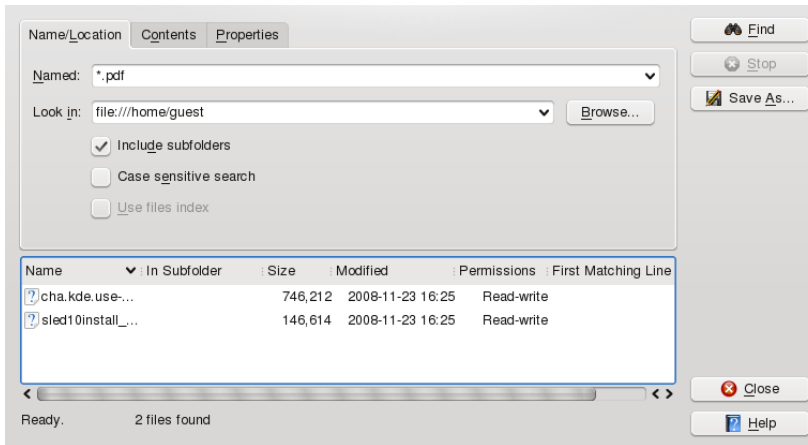 Name/Location Contents Properties
Named: *.pdf
Look in: file:///home/guest Browse...
Include subfolders
Case sensitive search
Use files index
Find
Stop
Save As...
Name In Subfolder Size Modified Permissions First Matching Line
cha.kde.use-... 746,212 2008-11-23 16:25 Read-write
sled10install_... 146,614 2008-11-23 16:25 Read-write
Ready. 2 files found
Close
Help